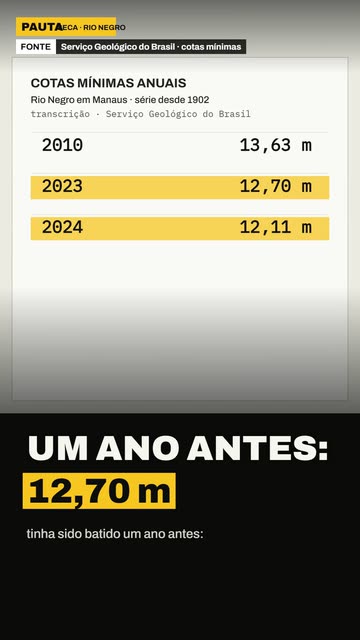 PAUTA ECA · RIO NEGRO
FONTE Serviço Geológico do Brasil · cotas mínimas
COTAS MÍNIMAS ANUAIS
Rio Negro em Manaus · série desde 1902
transcrição · Serviço Geológico do Brasil
2010 13,63 m
2023 12,70 m
2024 12,11 m
UM ANO ANTES:
12,70 m
tinha sido batido um ano antes: